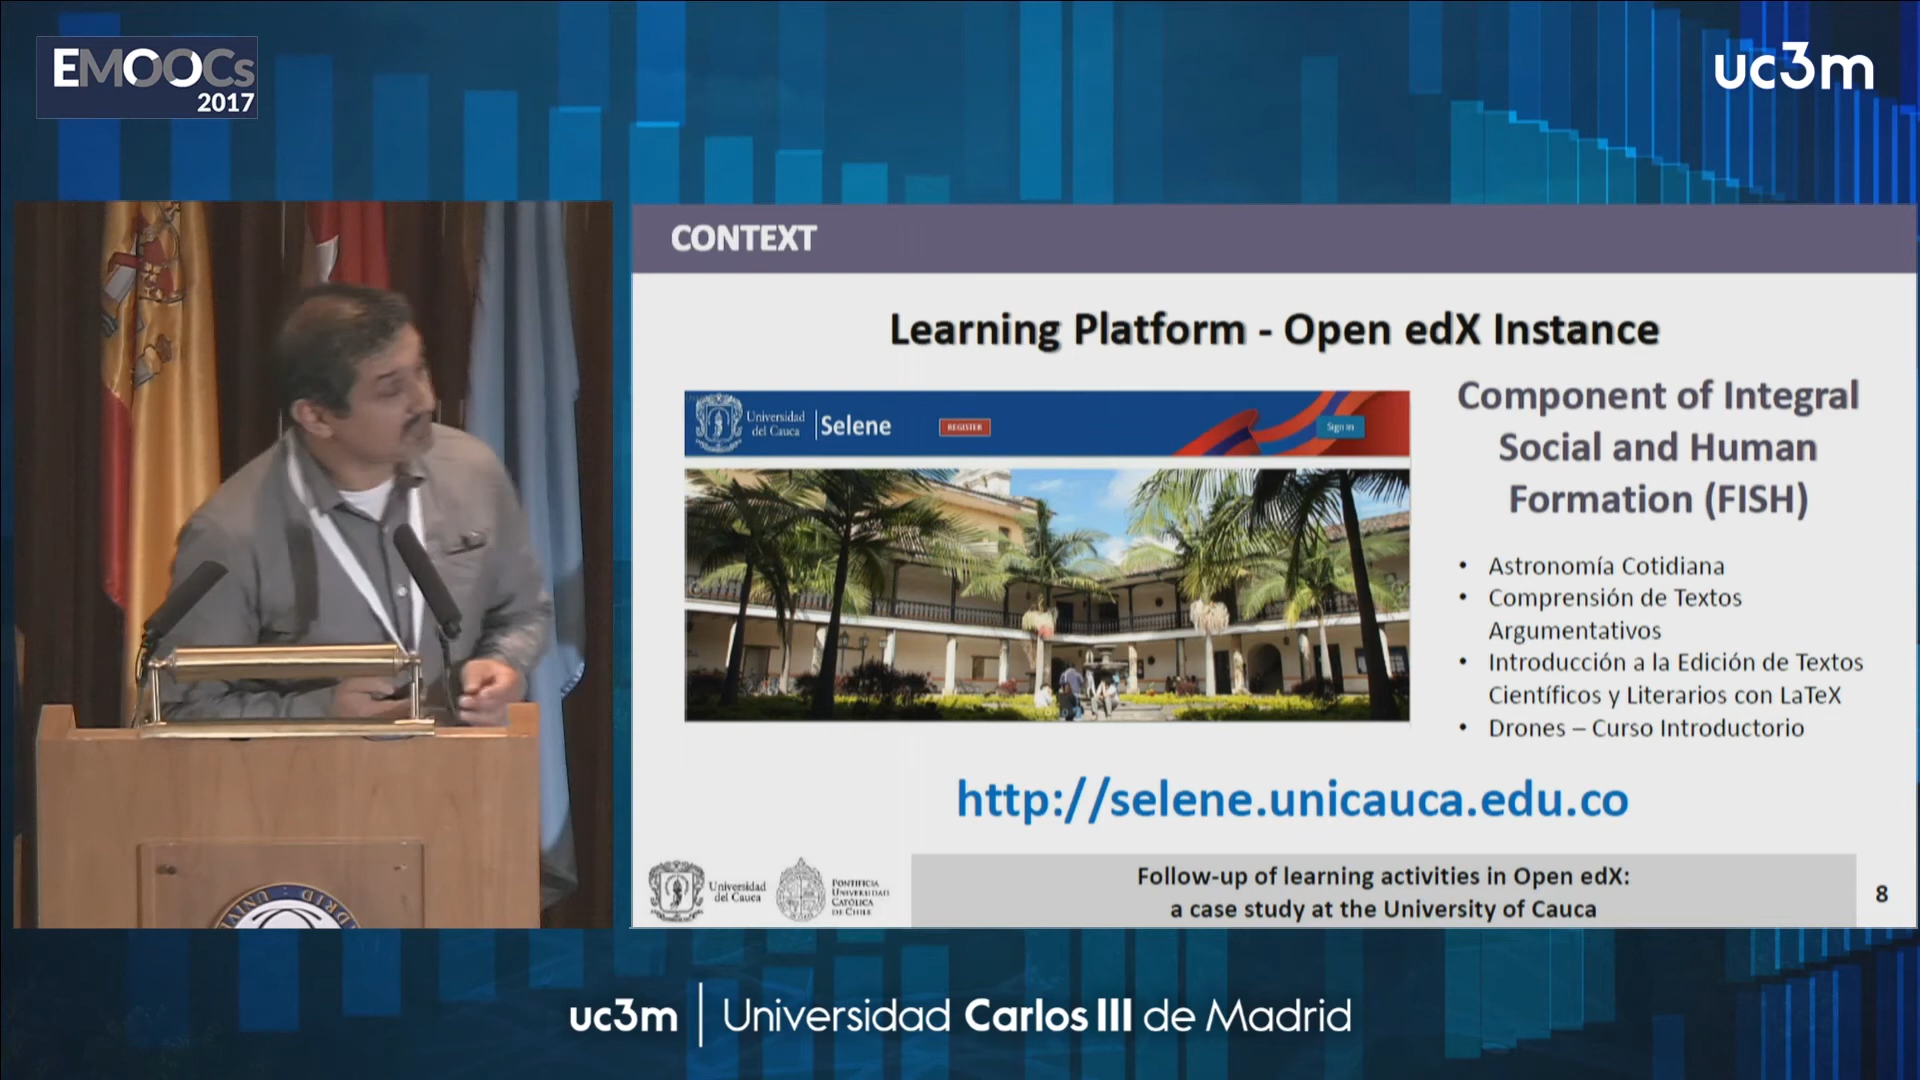 EMOOCs
2017
uc3m
CONTEXT
Learning Platform - Open edX Instance
Universidad
del Cauca
Selene
REGISTER
Sign in
Component of Integral
Social and Human
Formation (FISH)
• Astronomía Cotidiana
• Comprensión de Textos
Argumentativos
• Introducción a la Edición de Textos
Científicos y Literarios con LaTeX
• Drones – Curso Introductorio
http://selene.unicauca.edu.co
Universidad
del Cauca
PONTIFICIA
UNIVERSIDAD
CATÓLICA
DE CHILE
Follow-up of learning activities in Open edX:
a case study at the University of Cauca
8
uc3m | Universidad Carlos III de Madrid